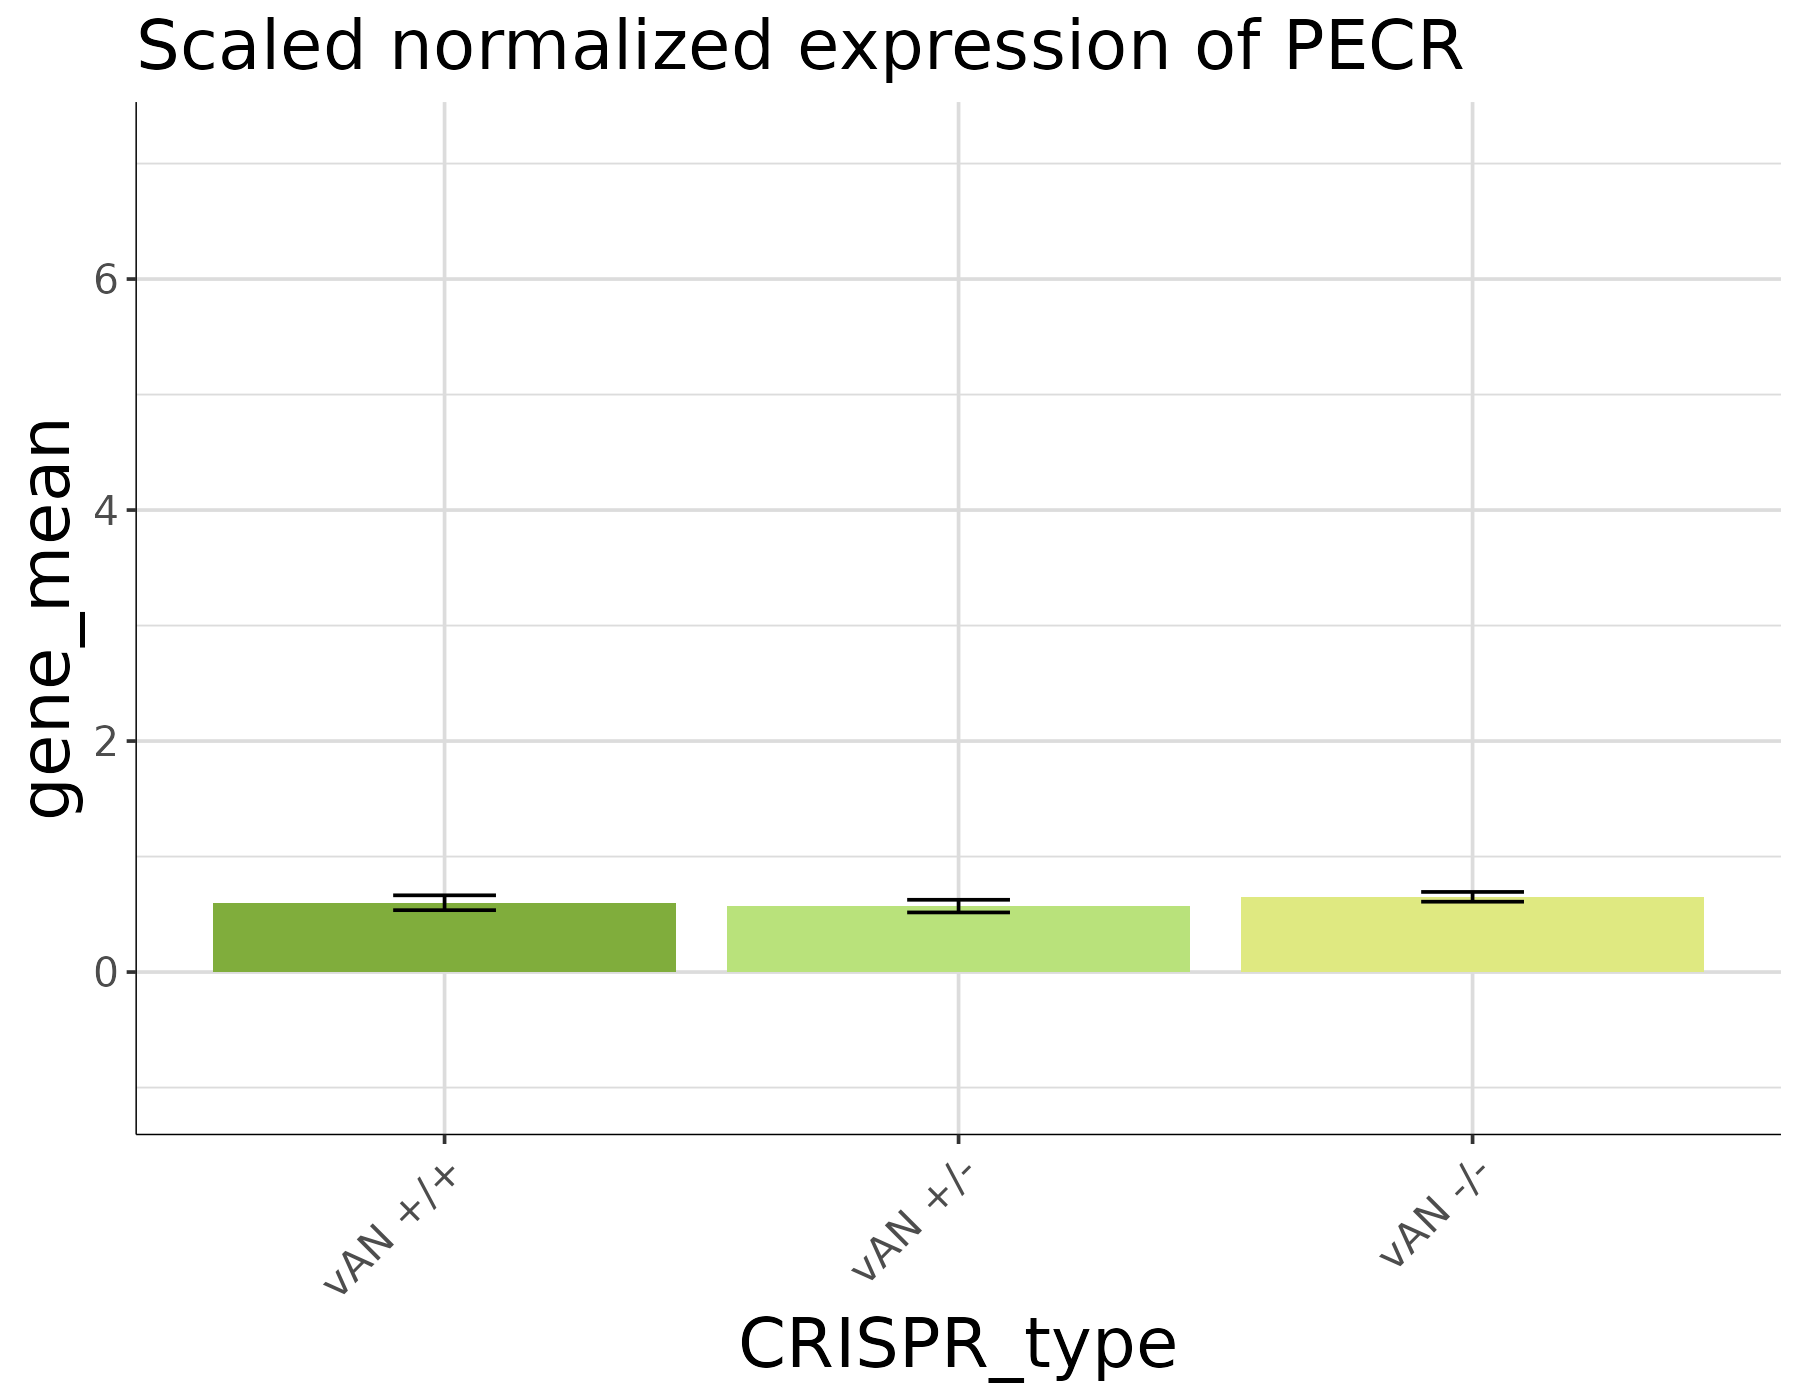 Scaled normalized expression of PECR
gene_mean
6
4
2
0
vAN +/+
vAN +/-
vAN -/-
CRISPR_type